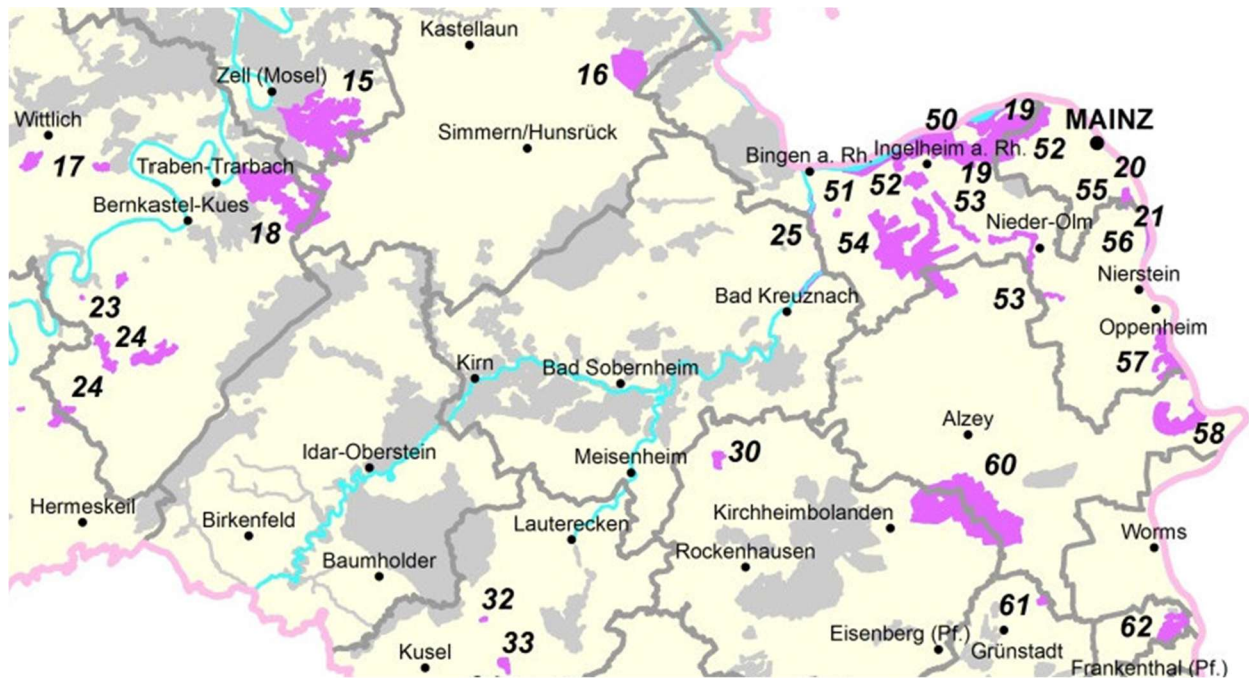 Kastellaun
16
Zell (Mosel)
15
50
19
MAINZ
Wittlich
Simmern/Hunsrück
Bingen a. Rh.
Ingelheim a. Rh.
52
17
Traben-Trarbach
51
52
19
55
20
Bernkastel-Kues
18
25
54
53
Nieder-Olm
56
21
23
Bad Kreuznach
53
Nierstein
24
Oppenheim
24
Kirn
Bad Sobernheim
57
Alzey
58
Idar-Oberstein
Meisenheim
30
60
Hermeskeil
Birkenfeld
Lauterecken
Kirchheimbolanden
Worms
Baumholder
Rockenhausen
32
61
62
33
Kusel
Eisenberg (Pf.)
Grünstadt
Frankenthal (Pf.)